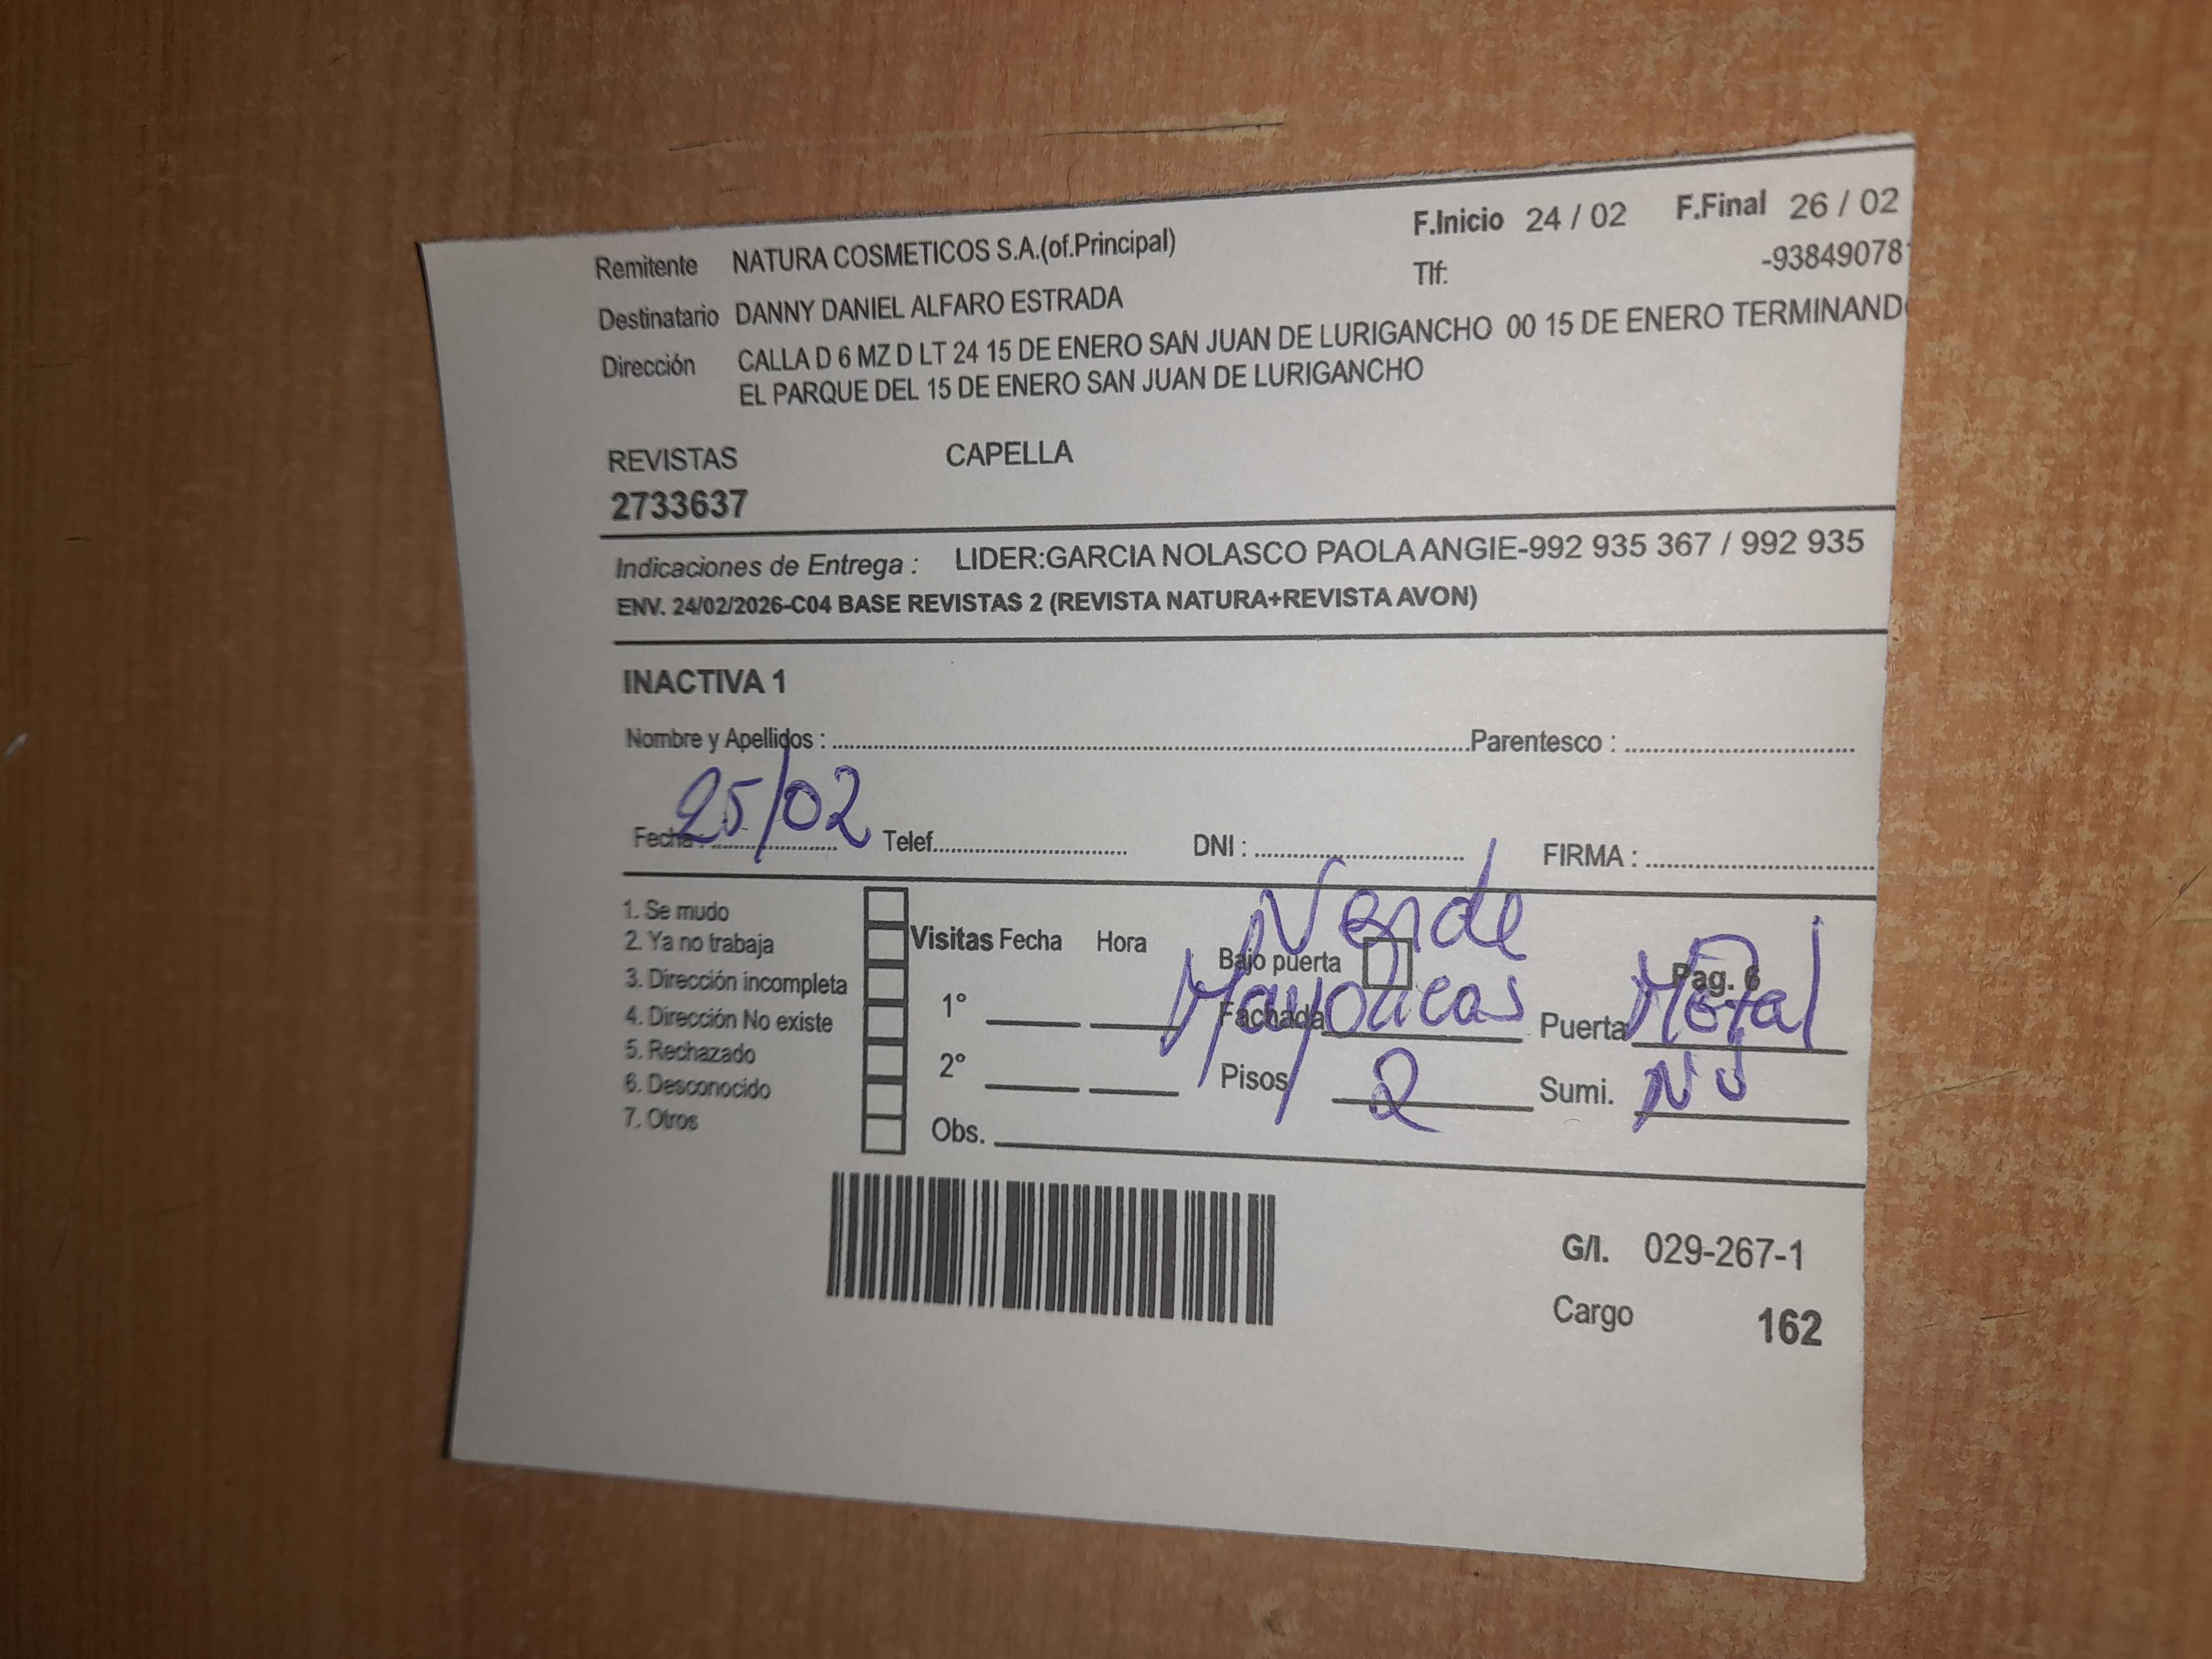 F.Inicio 24 / 02 F.Final 26 / 02
Remitente NATURA COSMETICOS S.A.(of.Principal)
Tlf: -93849078
Destinatario DANNY DANIEL ALFARO ESTRADA
Dirección CALLA D 6 MZ D LT 24 15 DE ENERO SAN JUAN DE LURIGANCHO 00 15 DE ENERO TERMINAND
EL PARQUE DEL 15 DE ENERO SAN JUAN DE LURIGANCHO
REVISTAS CAPELLA
2733637
Indicaciones de Entrega : LIDER:GARCIA NOLASCO PAOLA ANGIE-992 935 367 / 992 935
ENV. 24/02/2026-C04 BASE REVISTAS 2 (REVISTA NATURA+REVISTA AVON)
INACTIVA 1
Nombre y Apellidos : Parentesco :
Fecha : 25/02 Telef. DNI : FIRMA :
1. Se mudo
2. Ya no trabaja
3. Dirección incompleta
4. Dirección No existe
5. Rechazado
6. Desconocido
7. Otros
Visitas Fecha Hora
1°
2°
Obs.
Bajo puerta
Fachada Mayolicas
Pisos 2
Pag. 6
Puerta Metal
Sumi.
G/I. 029-267-1
Cargo 162